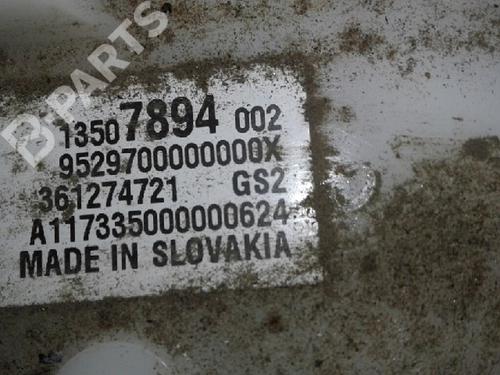 B-PARTS
13507894 002
9529700000000X
361274721 GS2
A117335000000624
MADE IN SLOVAKIA